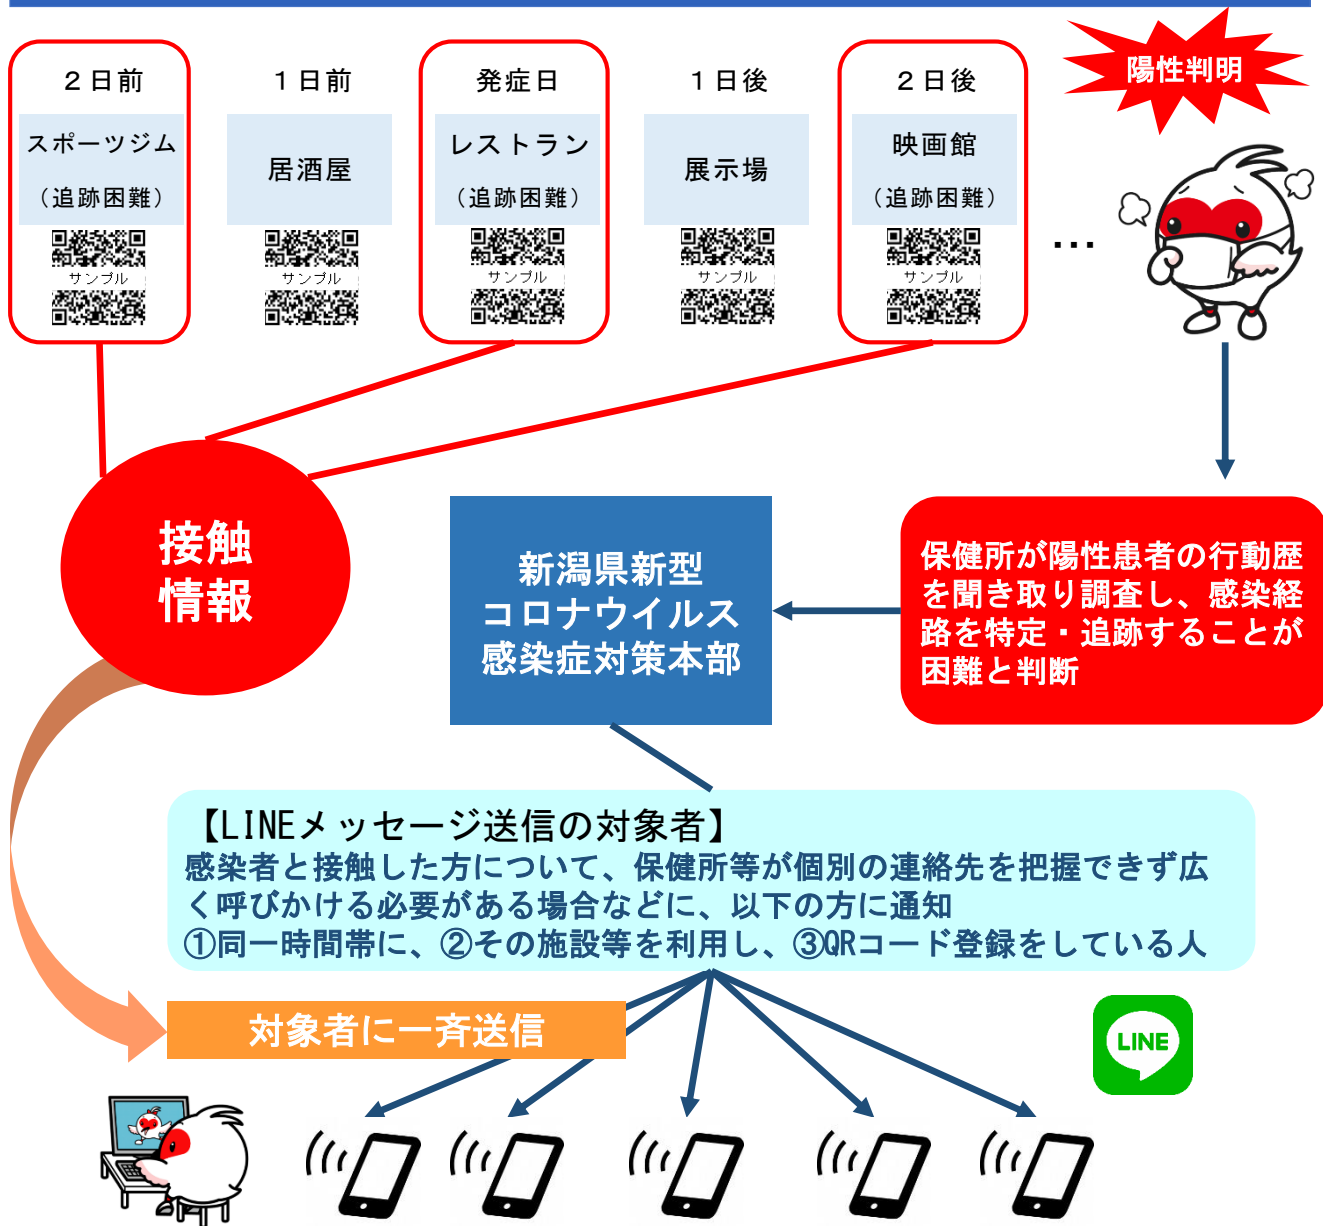 ２日前
１日前
発症日
１日後
２日後
陽性判明
スポーツジム
（追跡困難）
居酒屋
レストラン
（追跡困難）
展示場
映画館
（追跡困難）
サンプル
サンプル
サンプル
サンプル
サンプル
…
接触
情報
新潟県新型
コロナウイルス
感染症対策本部
保健所が陽性患者の行動歴
を聞き取り調査し、感染経
路を特定・追跡することが
困難と判断
【LINEメッセージ送信の対象者】
感染者と接触した方について、保健所等が個別の連絡先を把握できず広
く呼びかける必要がある場合などに、以下の方に通知
①同一時間帯に、②その施設等を利用し、③QRコード登録をしている人
対象者に一斉送信
LINE